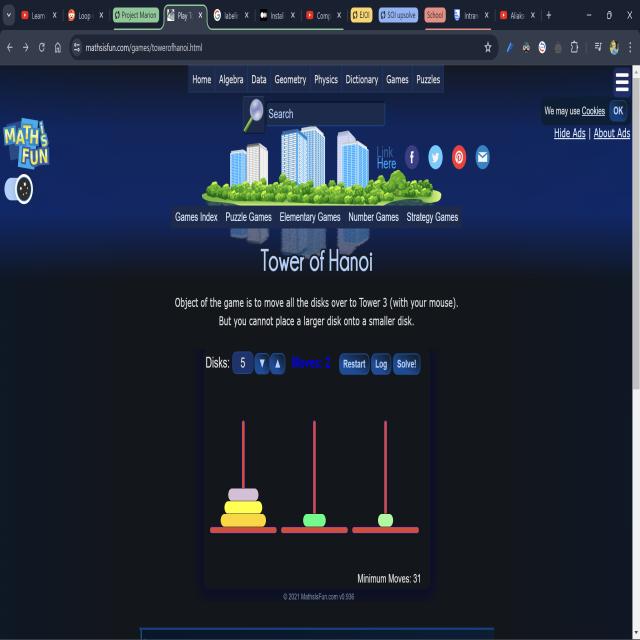 Learn
Loop
Project Marion
Play T
labeli
Instal
Comp
EJOI
SOI upsolve
School
Intran
Aliaks
mathsisfun.com/games/towerofhanoi.html
Home Algebra Data Geometry Physics Dictionary Games Puzzles
Search
We may use Cookies OK
Hide Ads | About Ads
MATHS FUN
Link Here
Games Index Puzzle Games Elementary Games Number Games Strategy Games
Tower of Hanoi
Object of the game is to move all the disks over to Tower 3 (with your mouse).
But you cannot place a larger disk onto a smaller disk.
Disks: 5 ▼ ▲ Moves: 2 Restart Log Solve!
Minimum Moves: 31
© 2021 MathsIsFun.com v0.936